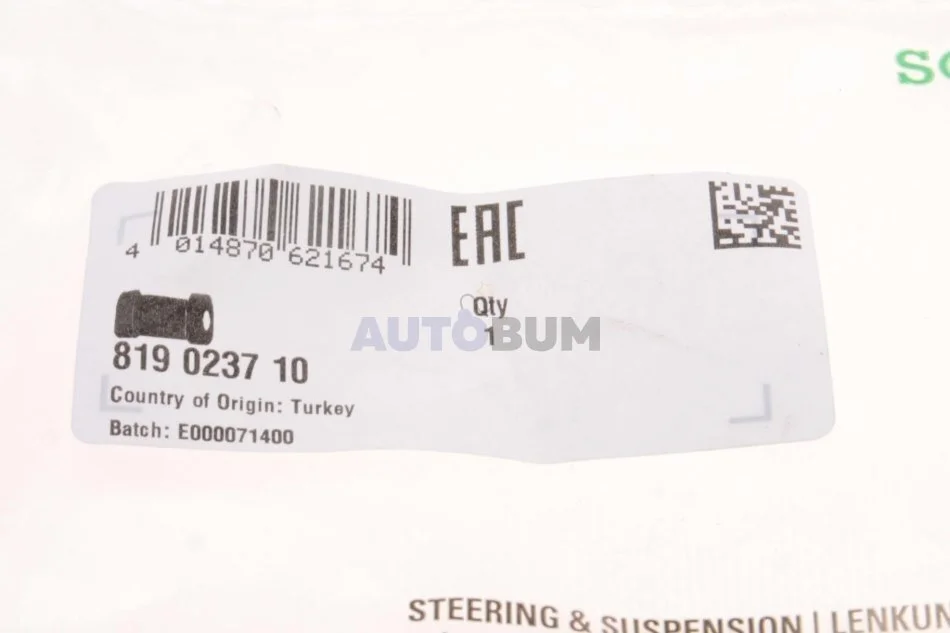 4 014870 621674
EAC
Qty
1
AUTOBUM
819 0237 10
Country of Origin: Turkey
Batch: E000071400
STEERING & SUSPENSION | LENKUN